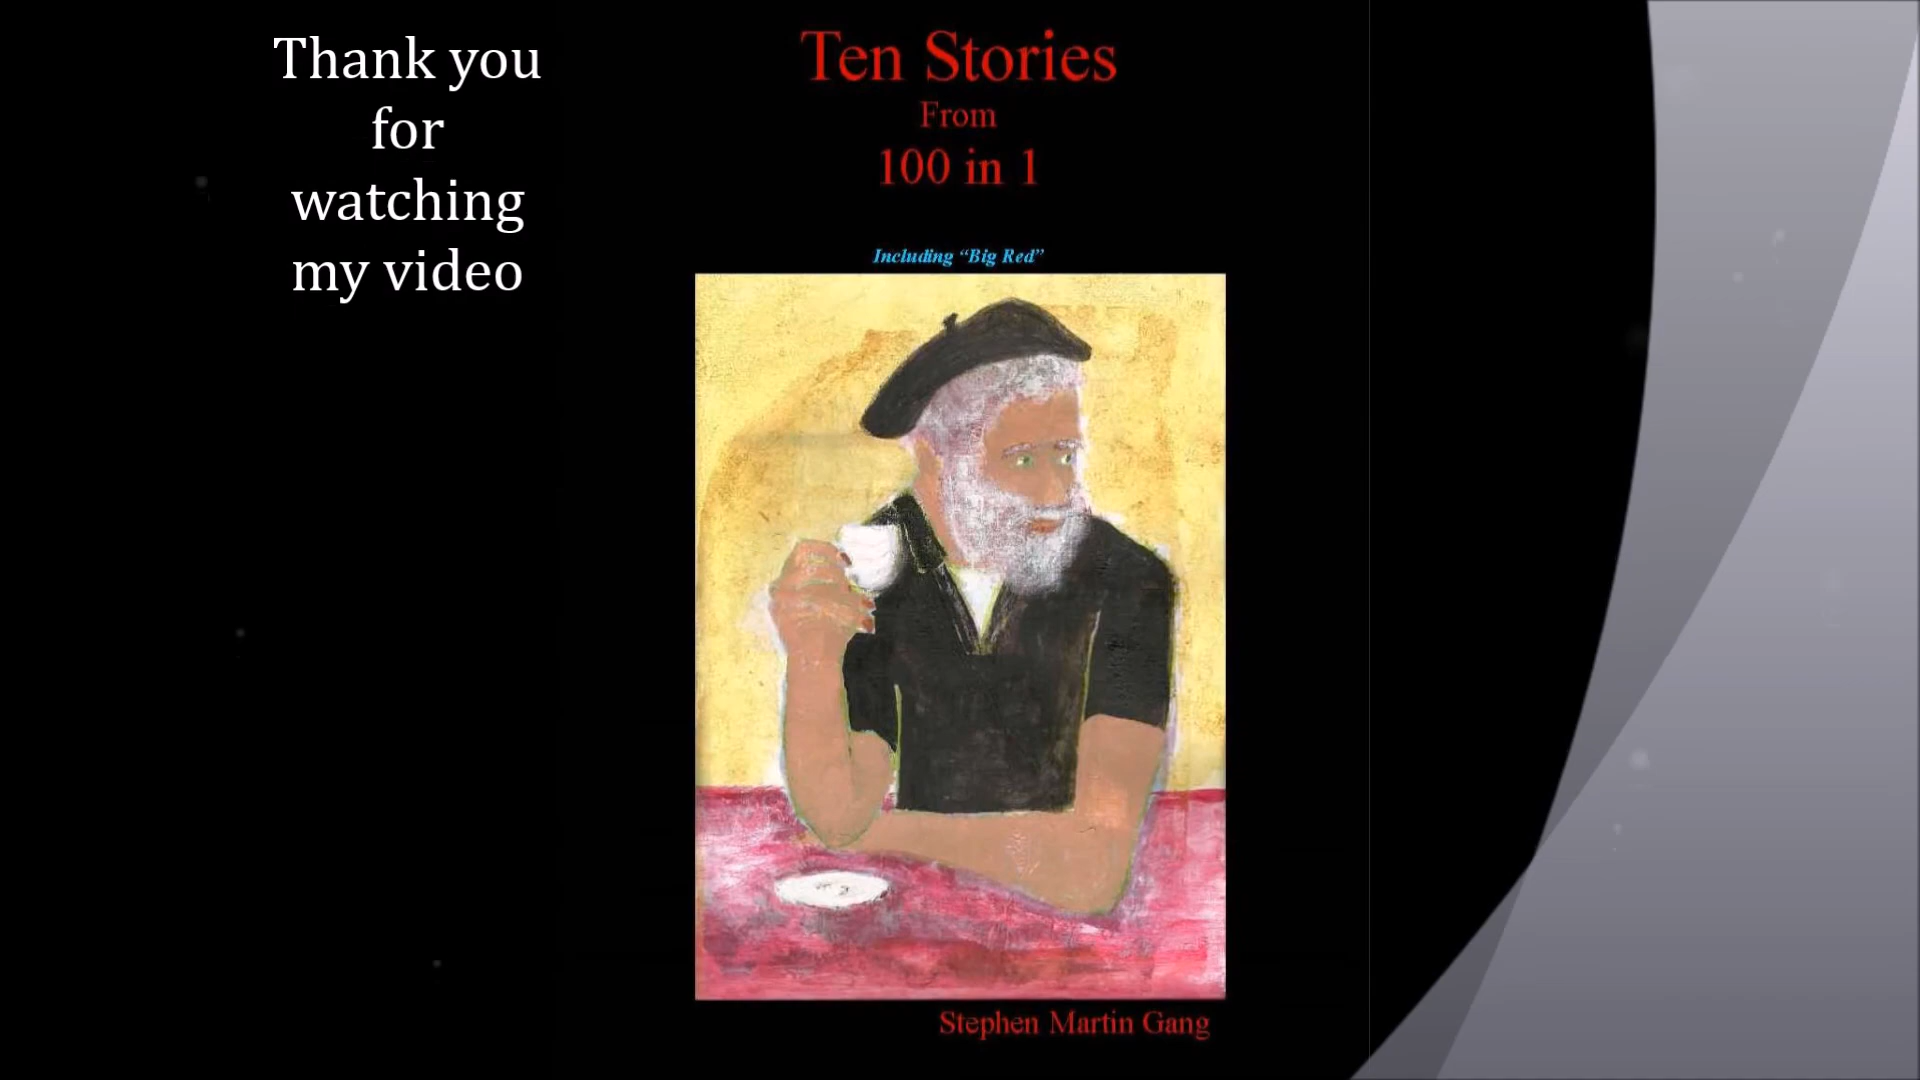 Thank you
for
watching
my video
Ten Stories
From
100 in 1
Including “Big Red”
Stephen Martin Gang